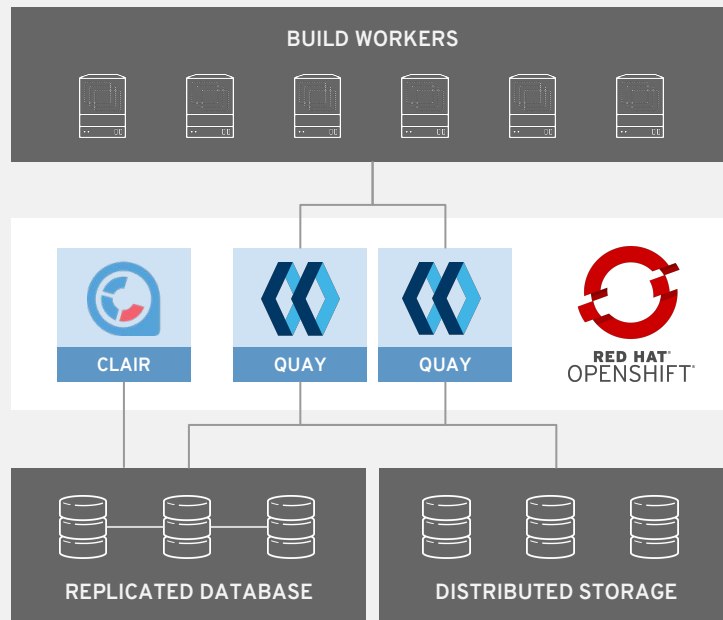 BUILD WORKERS
CLAIR
QUAY
QUAY
RED HAT®
OPENSHIFT®
REPLICATED DATABASE
DISTRIBUTED STORAGE